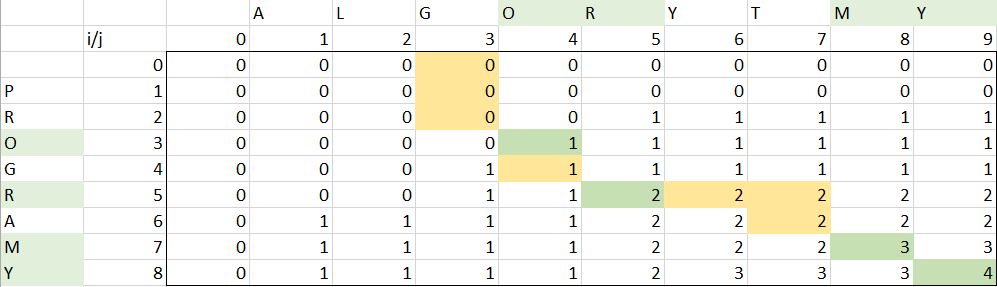 A L G O R Y T M Y
i/j 0 1 2 3 4 5 6 7 8 9
0 0 0 0 0 0 0 0 0 0 0
P 1 0 0 0 0 0 0 0 0 0 0
R 2 0 0 0 0 0 1 1 1 1 1
O 3 0 0 0 0 1 1 1 1 1 1
G 4 0 0 0 1 1 1 1 1 1 1
R 5 0 0 0 1 1 2 2 2 2 2
A 6 0 1 1 1 1 2 2 2 2 2
M 7 0 1 1 1 1 2 2 2 3 3
Y 8 0 1 1 1 1 2 3 3 3 4